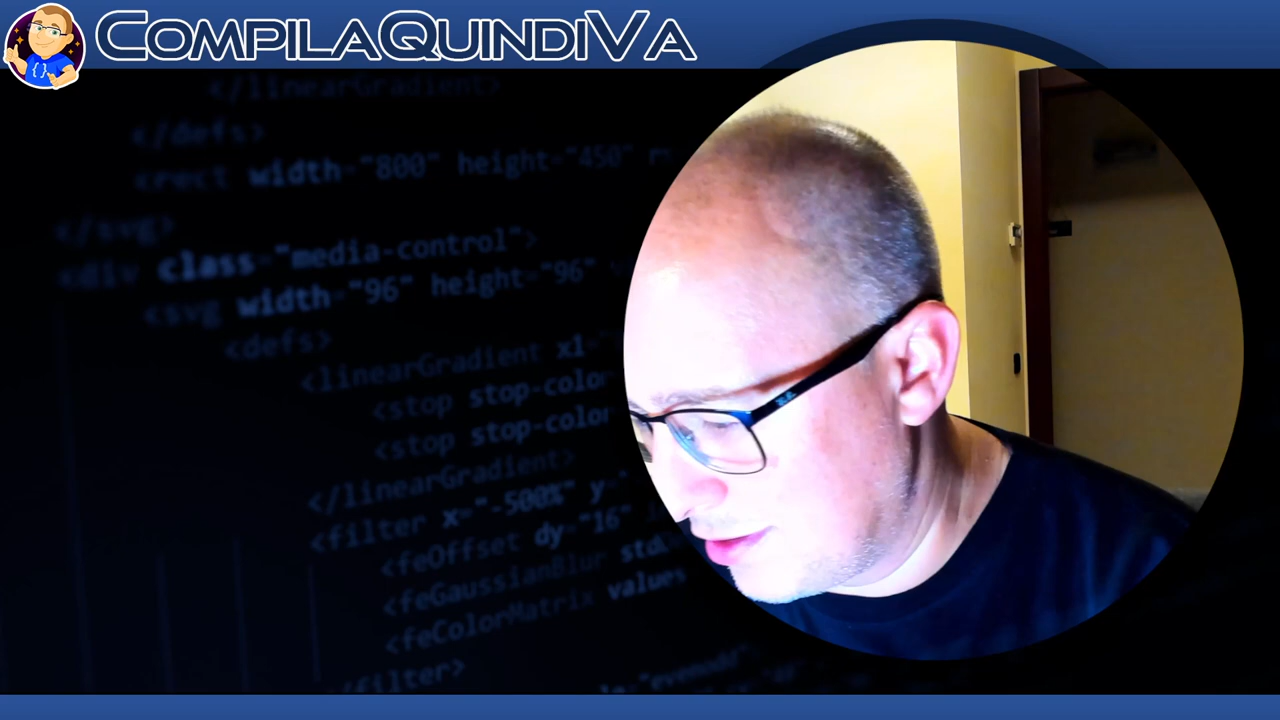 COMPILAQUINDIVA
{}
</linearGradient>
</defs>
<rect width="800" height="450"
</svg>
<div class="media-control">
<svg width="96" height="96"
<defs>
<linearGradient x1=
<stop stop-color
<stop stop-color
</linearGradient>
<filter x="-500%" y="
<feOffset dy="16"
<feGaussianBlur
<feColorMatrix values
</filter>
="evenodd"